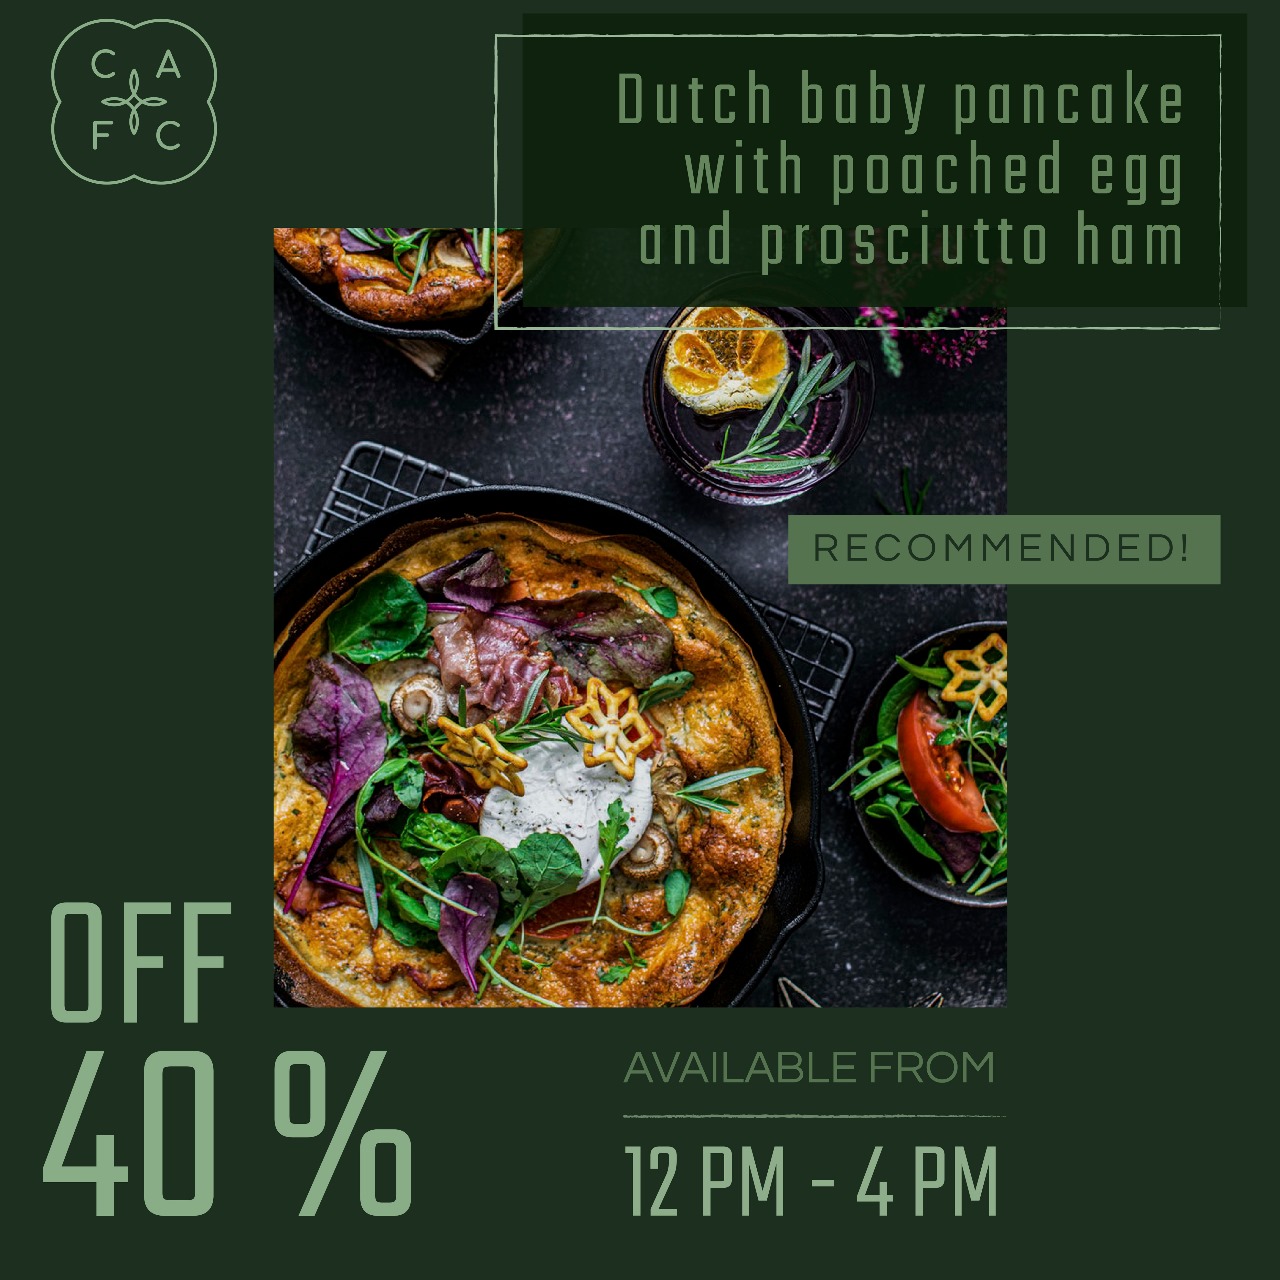 C A
F C
Dutch baby pancake
with poached egg
and prosciutto ham
RECOMMENDED!
OFF
40 %
AVAILABLE FROM
12 PM - 4 PM